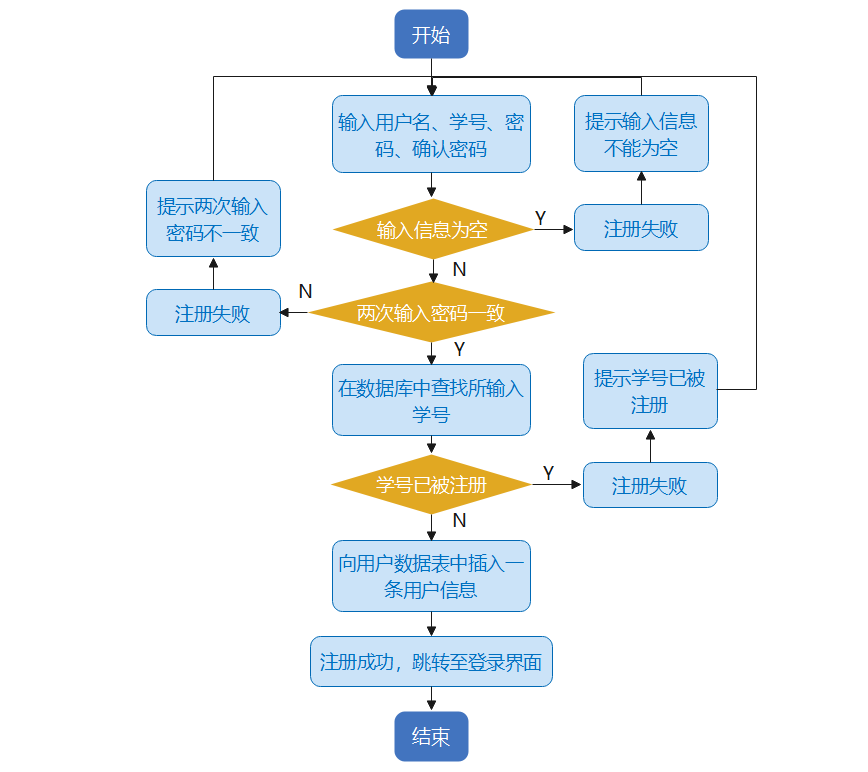 开始
输入用户名、学号、密
码、确认密码
提示输入信息
不能为空
提示两次输入
密码不一致
输入信息为空
Y
注册失败
N
注册失败
N
两次输入密码一致
Y
在数据库中查找所输入
学号
提示学号已被
注册
学号已被注册
Y
注册失败
N
向用户数据表中插入一
条用户信息
注册成功，跳转至登录界面
结束